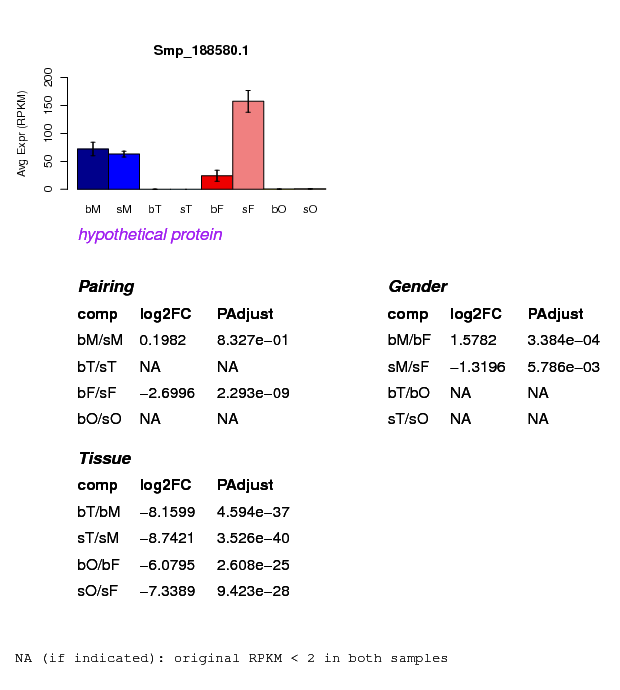 Smp_188580.1
Avg Expr (RPKM)
200
150
100
50
0
bM sM bT sT bF sF bO sO
hypothetical protein
Pairing
comp log2FC PAdjust
bM/sM 0.1982 8.327e−01
bT/sT NA NA
bF/sF −2.6996 2.293e−09
bO/sO NA NA
Gender
comp log2FC PAdjust
bM/bF 1.5782 3.384e−04
sM/sF −1.3196 5.786e−03
bT/bO NA NA
sT/sO NA NA
Tissue
comp log2FC PAdjust
bT/bM −8.1599 4.594e−37
sT/sM −8.7421 3.526e−40
bO/bF −6.0795 2.608e−25
sO/sF −7.3389 9.423e−28
NA (if indicated): original RPKM < 2 in both samples